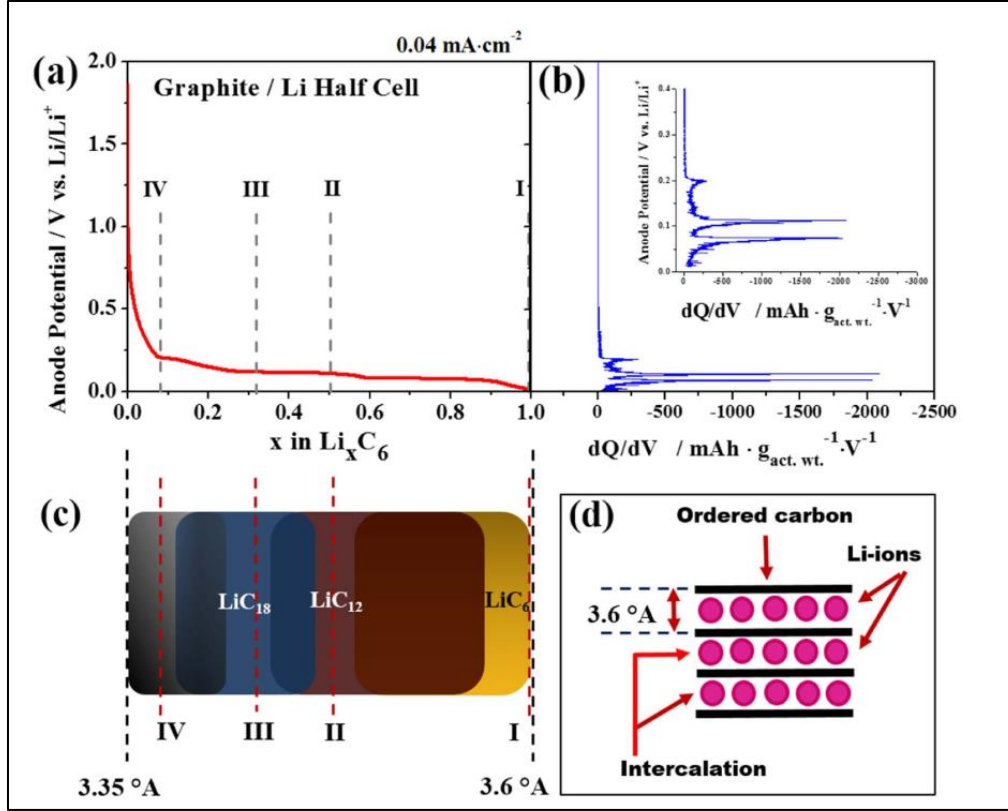 0.04 mA·cm⁻²
(a)
Graphite / Li Half Cell
Anode Potential / V vs. Li/Li⁺
2.0
1.5
1.0
0.5
0.0
IV
III
II
I
0.0 0.2 0.4 0.6 0.8 1.0
x in LiₓC₆
(b)
Anode Potential / V vs. Li/Li⁺
0.4
0.3
0.2
0.1
0.0
0 -500 -1000 -1500 -2000 -2500 -3000
dQ/dV / mAh · g_act. wt.⁻¹·V⁻¹
0 -500 -1000 -1500 -2000 -2500
dQ/dV / mAh · g_act. wt.⁻¹·V⁻¹
(c)
LiC₁₈
LiC₁₂
LiC₆
IV
III
II
I
3.35 °A
3.6 °A
(d)
Ordered carbon
Li-ions
3.6 °A
Intercalation